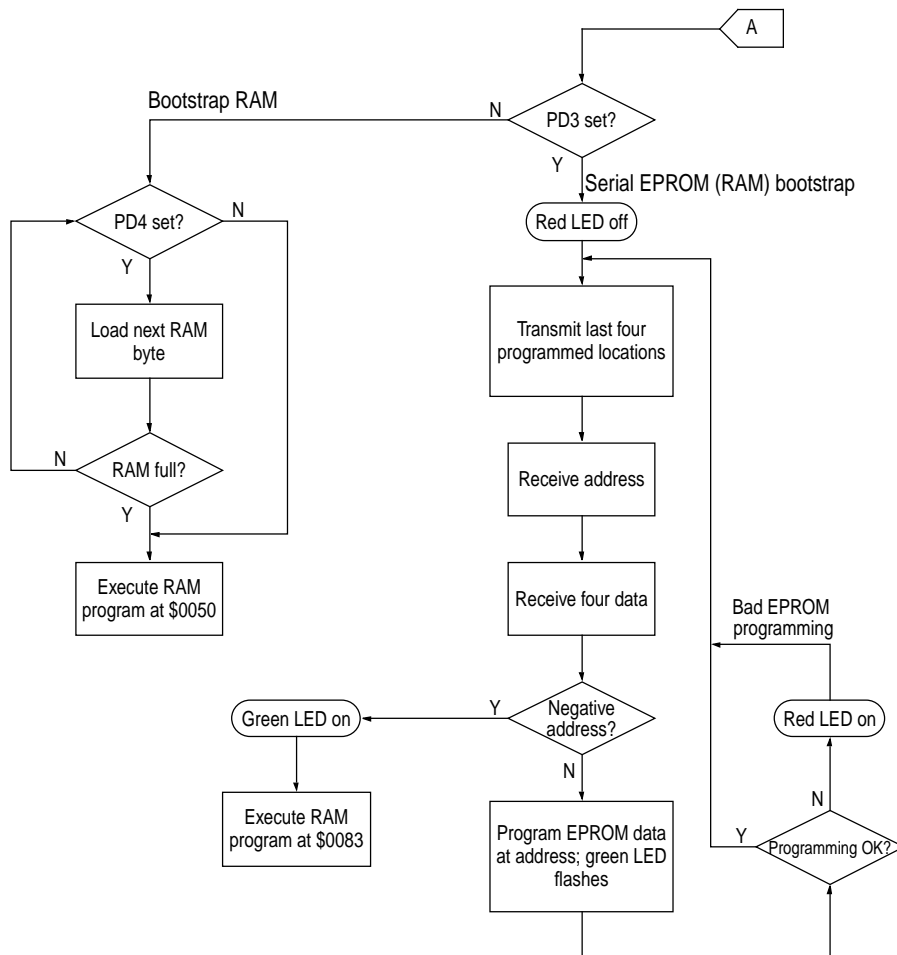 A
Bootstrap RAM
N
PD3 set?
Y
Serial EPROM (RAM) bootstrap
PD4 set?
N
Y
Red LED off
Load next RAM
byte
Transmit last four
programmed locations
N
RAM full?
Y
Receive address
Execute RAM
program at $0050
Receive four data
Bad EPROM
programming
Green LED on
Y
Negative
address?
N
Red LED on
Execute RAM
program at $0083
Program EPROM data
at address; green LED
flashes
N
Y
Programming OK?